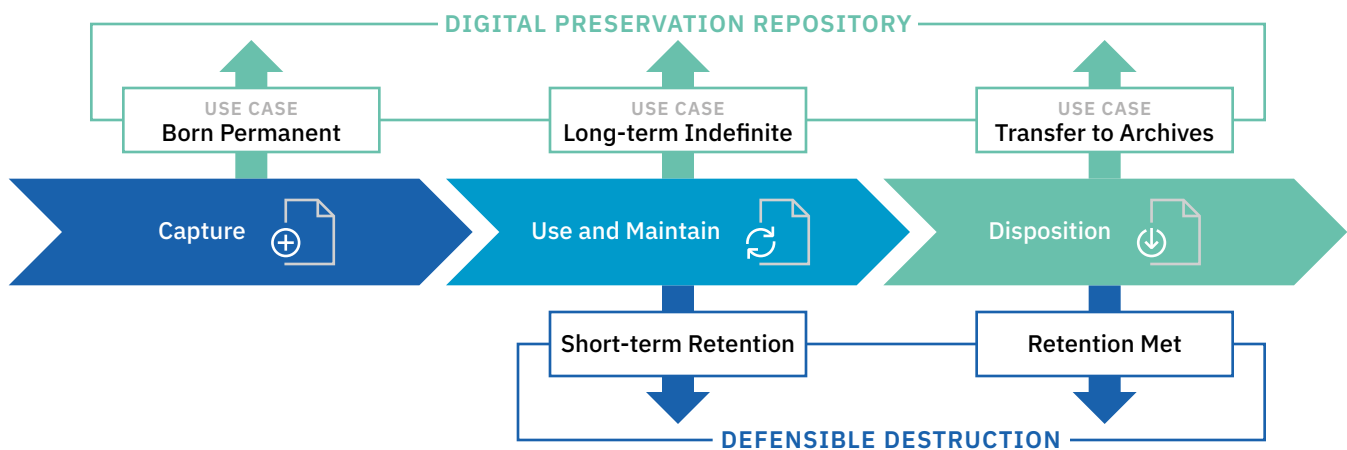 DIGITAL PRESERVATION REPOSITORY
USE CASE
Born Permanent
USE CASE
Long-term Indefinite
USE CASE
Transfer to Archives
Capture
Use and Maintain
Disposition
Short-term Retention
Retention Met
DEFENSIBLE DESTRUCTION